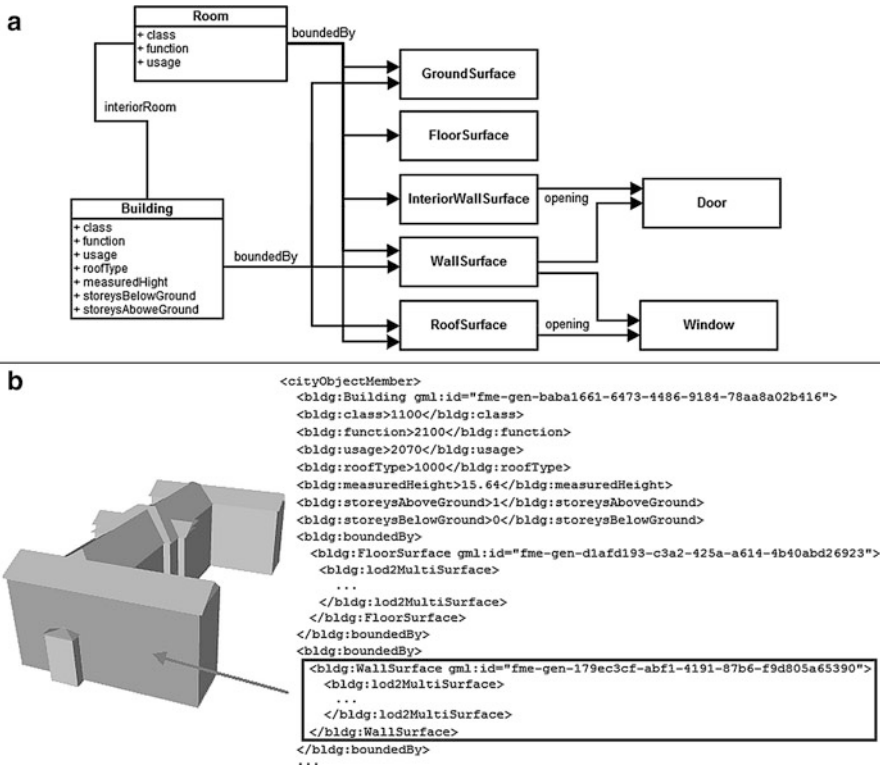 a
Room
+ class
+ function
+ usage
boundedBy
GroundSurface
interiorRoom
FloorSurface
InteriorWallSurface
opening
Door
Building
+ class
+ function
+ usage
+ roofType
+ measuredHight
+ storeysBelowGround
+ storeysAboweGround
boundedBy
WallSurface
RoofSurface
opening
Window
b
<cityObjectMember>
<bldg:Building gml:id="fme-gen-baba1661-6473-4486-9184-78aa8a02b416">
<bldg:class>1100</bldg:class>
<bldg:function>2100</bldg:function>
<bldg:usage>2070</bldg:usage>
<bldg:roofType>1000</bldg:roofType>
<bldg:measuredHeight>15.64</bldg:measuredHeight>
<bldg:storeysAboveGround>1</bldg:storeysAboveGround>
<bldg:storeysBelowGround>0</bldg:storeysBelowGround>
<bldg:boundedBy>
<bldg:FloorSurface gml:id="fme-gen-d1afd193-c3a2-425a-a614-4b40abd26923">
<bldg:lod2MultiSurface>
...
</bldg:lod2MultiSurface>
</bldg:FloorSurface>
</bldg:boundedBy>
<bldg:boundedBy>
<bldg:WallSurface gml:id="fme-gen-179ec3cf-abf1-4191-87b6-f9d805a65390">
<bldg:lod2MultiSurface>
...
</bldg:lod2MultiSurface>
</bldg:WallSurface>
</bldg:boundedBy>
...